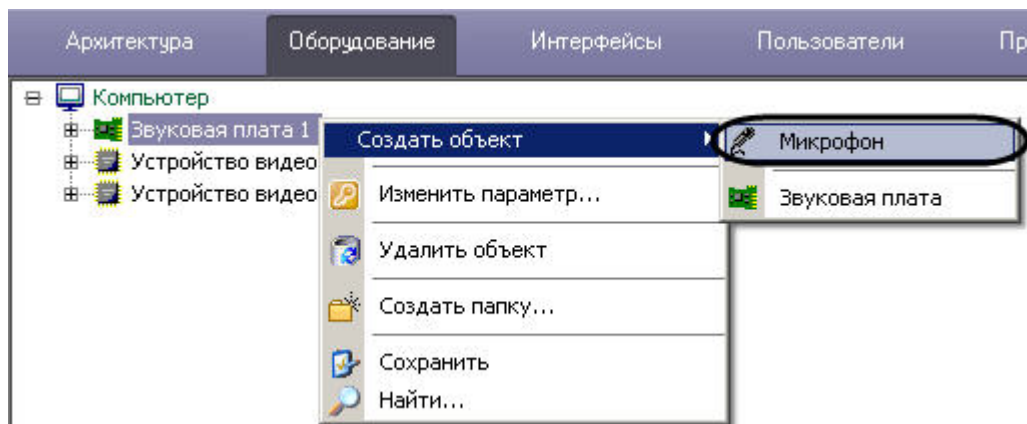 Архитектура Оборудование Интерфейсы Пользователи Пр
Компьютер
Звуковая плата 1 Создать объект Микрофон
Устройство видео
Устройство видео Изменить параметр... Звуковая плата
Удалить объект
Создать папку...
Сохранить
Найти...